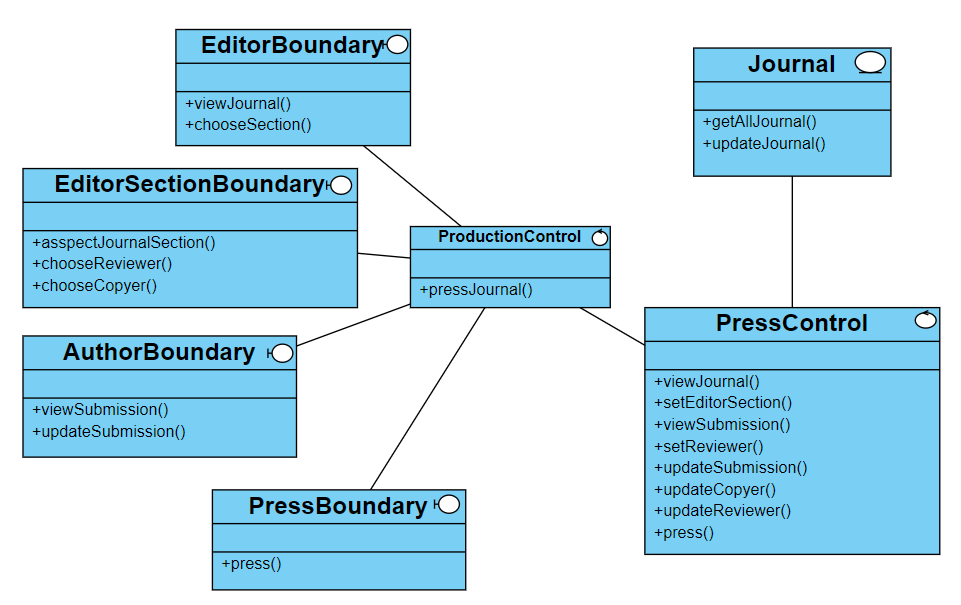 EditorBoundary
+viewJournal()
+chooseSection()
Journal
+getAllJournal()
+updateJournal()
EditorSectionBoundary
+asspectJournalSection()
+chooseReviewer()
+chooseCopyer()
ProductionControl
+pressJournal()
AuthorBoundary
+viewSubmission()
+updateSubmission()
PressControl
+viewJournal()
+setEditorSection()
+viewSubmission()
+setReviewer()
+updateSubmission()
+updateCopyer()
+updateReviewer()
+press()
PressBoundary
+press()